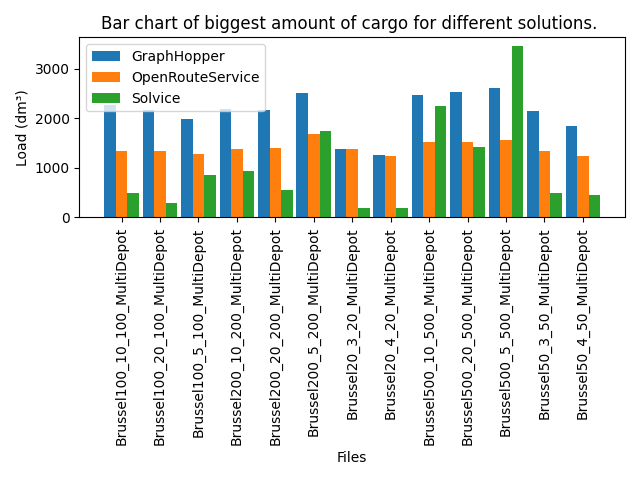 Bar chart of biggest amount of cargo for different solutions.
GraphHopper
OpenRouteService
Solvice
Load (dm³)
3000
2000
1000
0
Brussel100_10_100_MultiDepot
Brussel100_20_100_MultiDepot
Brussel100_5_100_MultiDepot
Brussel200_10_200_MultiDepot
Brussel200_20_200_MultiDepot
Brussel200_5_200_MultiDepot
Brussel20_3_20_MultiDepot
Brussel20_4_20_MultiDepot
Brussel500_10_500_MultiDepot
Brussel500_20_500_MultiDepot
Brussel500_5_500_MultiDepot
Brussel50_3_50_MultiDepot
Brussel50_4_50_MultiDepot
Files